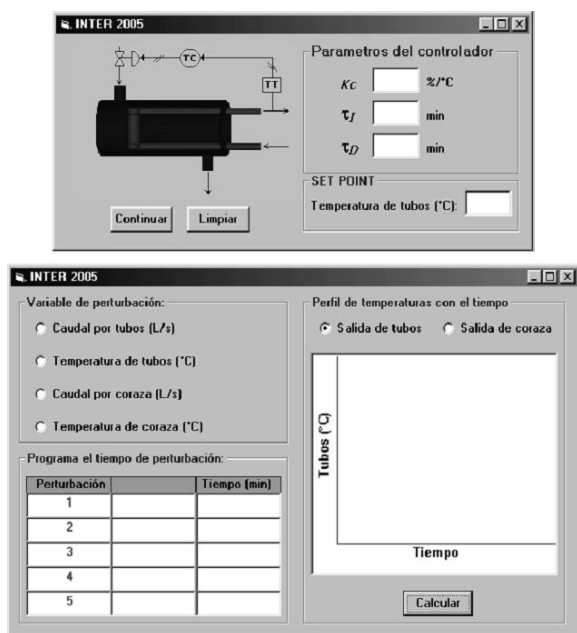 INTER 2005
TC
TT
Parametros del controlador
Kc %/°C
τI min
τD min
SET POINT
Temperatura de tubos (°C):
Continuar Limpiar
INTER 2005
Variable de perturbación:
Caudal por tubos (L/s)
Temperatura de tubos (°C)
Caudal por coraza (L/s)
Temperatura de coraza (°C)
Programa el tiempo de perturbación:
Perturbación Tiempo (min)
1
2
3
4
5
Perfil de temperaturas con el tiempo
Salida de tubos Salida de coraza
Tubos (°C)
Tiempo
Calcular